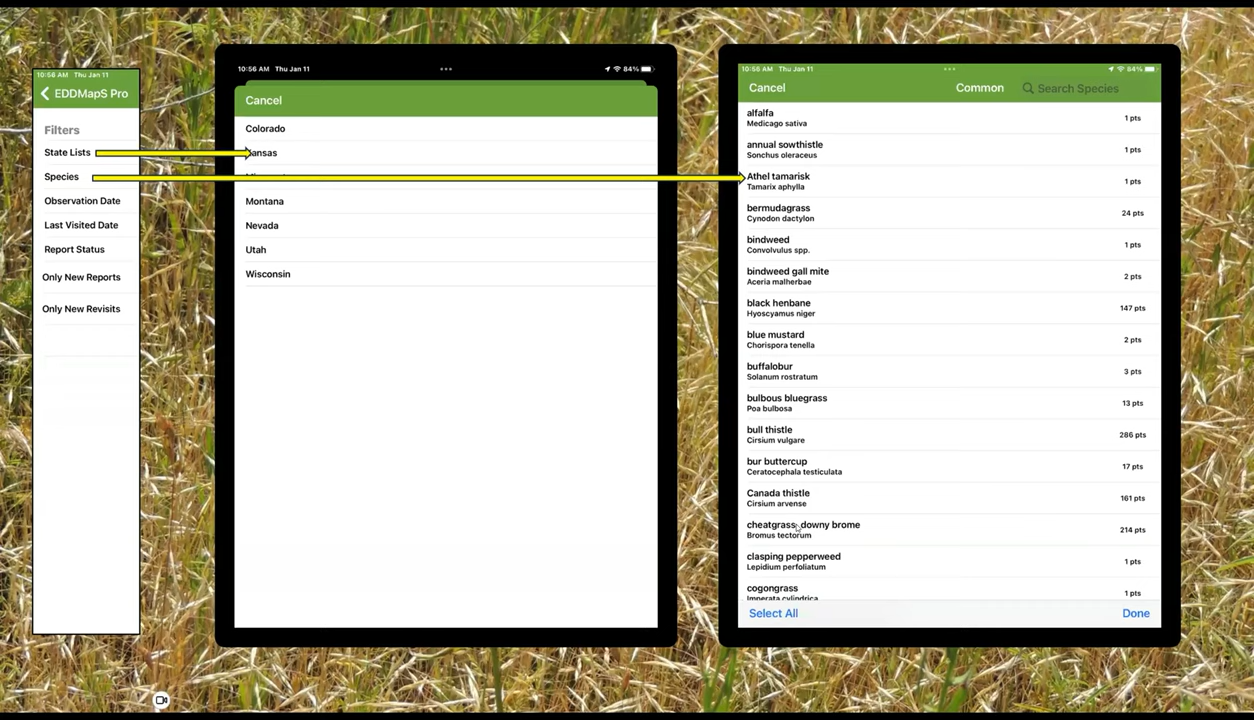 10:56 AM Thu Jan 11
EDDMapS Pro
Filters
State Lists
Species
Observation Date
Last Visited Date
Report Status
Only New Reports
Only New Revisits
10:56 AM Thu Jan 11
84%
Cancel
Colorado
Montana
Nevada
Utah
Wisconsin
10:56 AM Thu Jan 11
84%
Cancel
Common
Search Species
alfalfa
Medicago sativa
1 pts
annual sowthistle
Sonchus oleraceus
1 pts
Athel tamarisk
Tamarix aphylla
1 pts
bermudagrass
Cynodon dactylon
24 pts
bindweed
Convolvulus spp.
1 pts
bindweed gall mite
Aceria malherbae
2 pts
black henbane
Hyoscyamus niger
147 pts
blue mustard
Chorispora tenella
2 pts
buffalobur
Solanum rostratum
3 pts
bulbous bluegrass
Poa bulbosa
13 pts
bull thistle
Cirsium vulgare
286 pts
bur buttercup
Ceratocephala testiculata
17 pts
Canada thistle
Cirsium arvense
161 pts
cheatgrass, downy brome
Bromus tectorum
214 pts
clasping pepperweed
Lepidium perfoliatum
1 pts
cogongrass
Imperata cylindrica
1 pts
Select All
Done